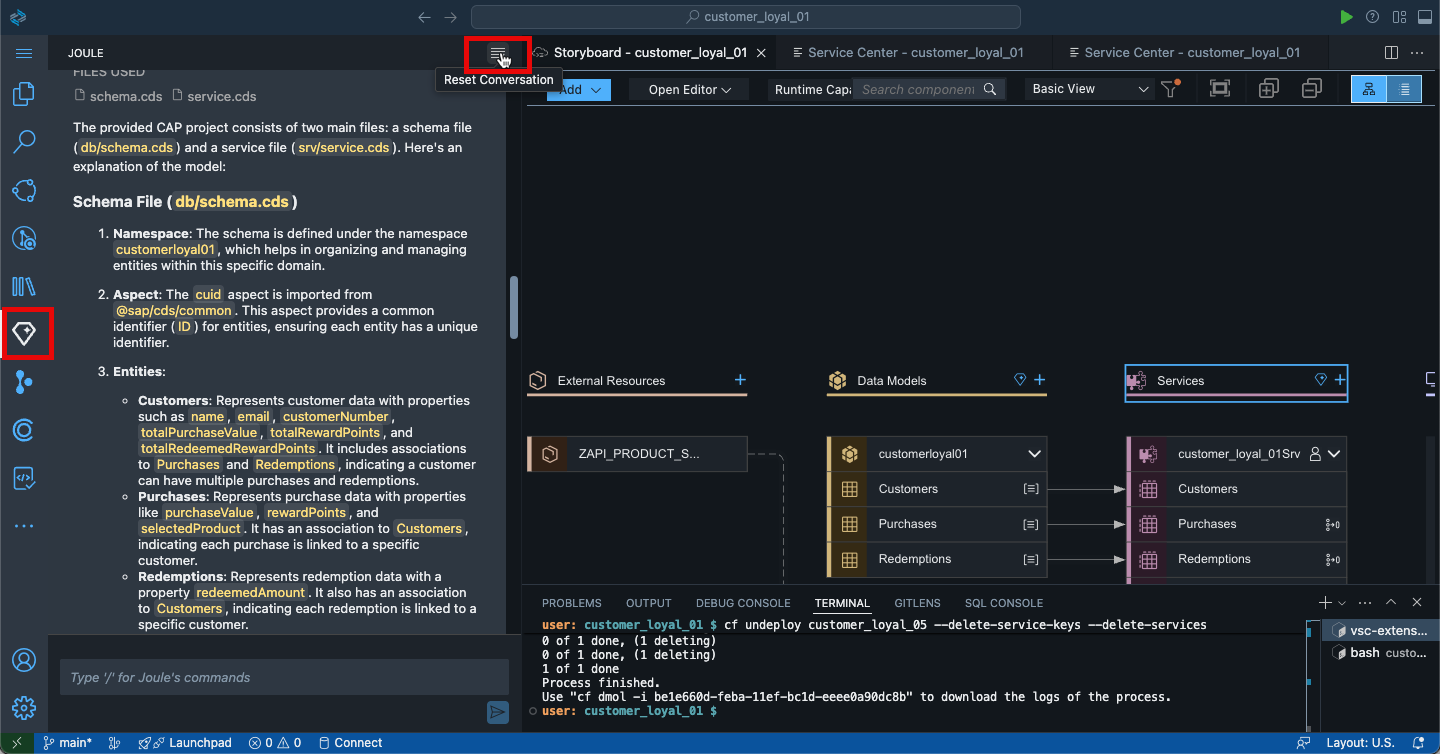 customer_loyal_01
JOULE
Reset Conversation
Storyboard - customer_loyal_01
Service Center - customer_loyal_01
Service Center - customer_loyal_01
FILES USED
schema.cds service.cds
The provided CAP project consists of two main files: a schema file
( db/schema.cds ) and a service file ( srv/service.cds ). Here's an
explanation of the model:
Schema File ( db/schema.cds )
1. Namespace: The schema is defined under the namespace
customerloyal01 , which helps in organizing and managing
entities within this specific domain.
2. Aspect: The cuid aspect is imported from
@sap/cds/common . This aspect provides a common
identifier ( ID ) for entities, ensuring each entity has a unique
identifier.
3. Entities:
Customers: Represents customer data with properties
such as name , email , customerNumber ,
totalPurchaseValue , totalRewardPoints , and
totalRedeemedRewardPoints . It includes associations
to Purchases and Redemptions , indicating a customer
can have multiple purchases and redemptions.
Purchases: Represents purchase data with properties
like purchaseValue , rewardPoints , and
selectedProduct . It has an association to Customers ,
indicating each purchase is linked to a specific
customer.
Redemptions: Represents redemption data with a
property redeemedAmount . It also has an association
to Customers , indicating each redemption is linked to a
specific customer.
Type '/' for Joule's commands
Add
Open Editor
Runtime Capa
Search component
Basic View
External Resources
Data Models
Services
ZAPI_PRODUCT_S...
customerloyal01
Customers
Purchases
Redemptions
customer_loyal_01Srv
Customers
Purchases
Redemptions
PROBLEMS OUTPUT DEBUG CONSOLE TERMINAL GITLENS SQL CONSOLE
user: customer_loyal_01 $ cf undeploy customer_loyal_05 --delete-service-keys --delete-services
0 of 1 done, (1 deleting)
0 of 1 done, (1 deleting)
1 of 1 done
Process finished.
Use "cf dmol -i be1e660d-feba-11ef-bc1d-eeee0a90dc8b" to download the logs of the process.
user: customer_loyal_01 $
vsc-exten...
bash custo...
main*
Launchpad
0
0
Connect
Layout: U.S.